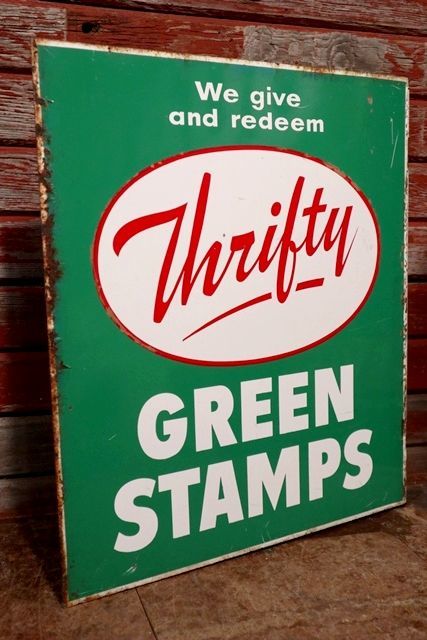 We give
and redeem
Thrifty
GREEN
STAMPS